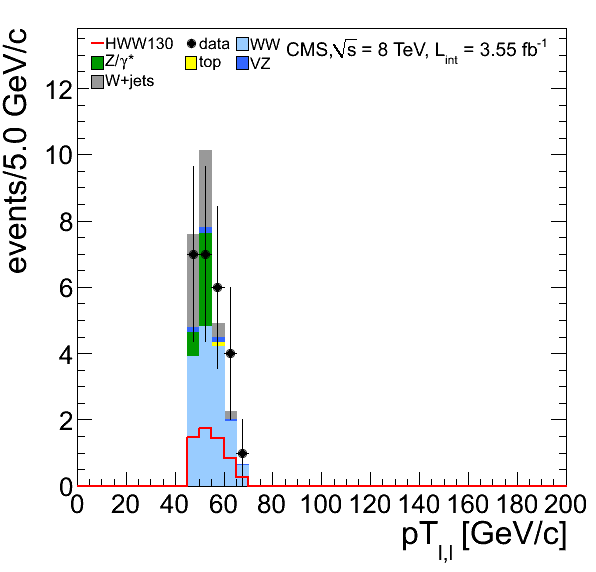 HWW130 data WW CMS,√s = 8 TeV, L_int = 3.55 fb⁻¹
Z/γ* top VZ
W+jets
events/5.0 GeV/c
12
10
8
6
4
2
0
0 20 40 60 80 100 120 140 160 180 200
pT_l,l [GeV/c]